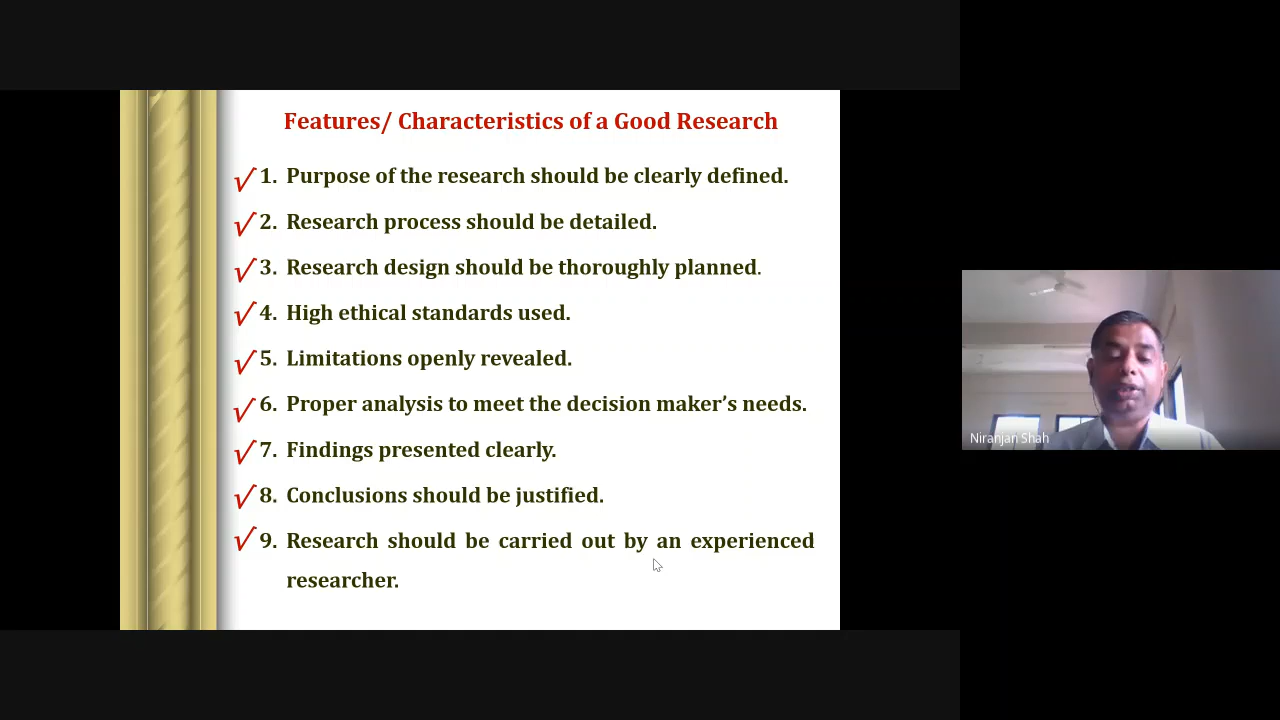 Features/ Characteristics of a Good Research
√ 1. Purpose of the research should be clearly defined.
√ 2. Research process should be detailed.
√ 3. Research design should be thoroughly planned.
√ 4. High ethical standards used.
√ 5. Limitations openly revealed.
√ 6. Proper analysis to meet the decision maker’s needs.
√ 7. Findings presented clearly.
√ 8. Conclusions should be justified.
√ 9. Research should be carried out by an experienced
researcher.
Niranjan Shah